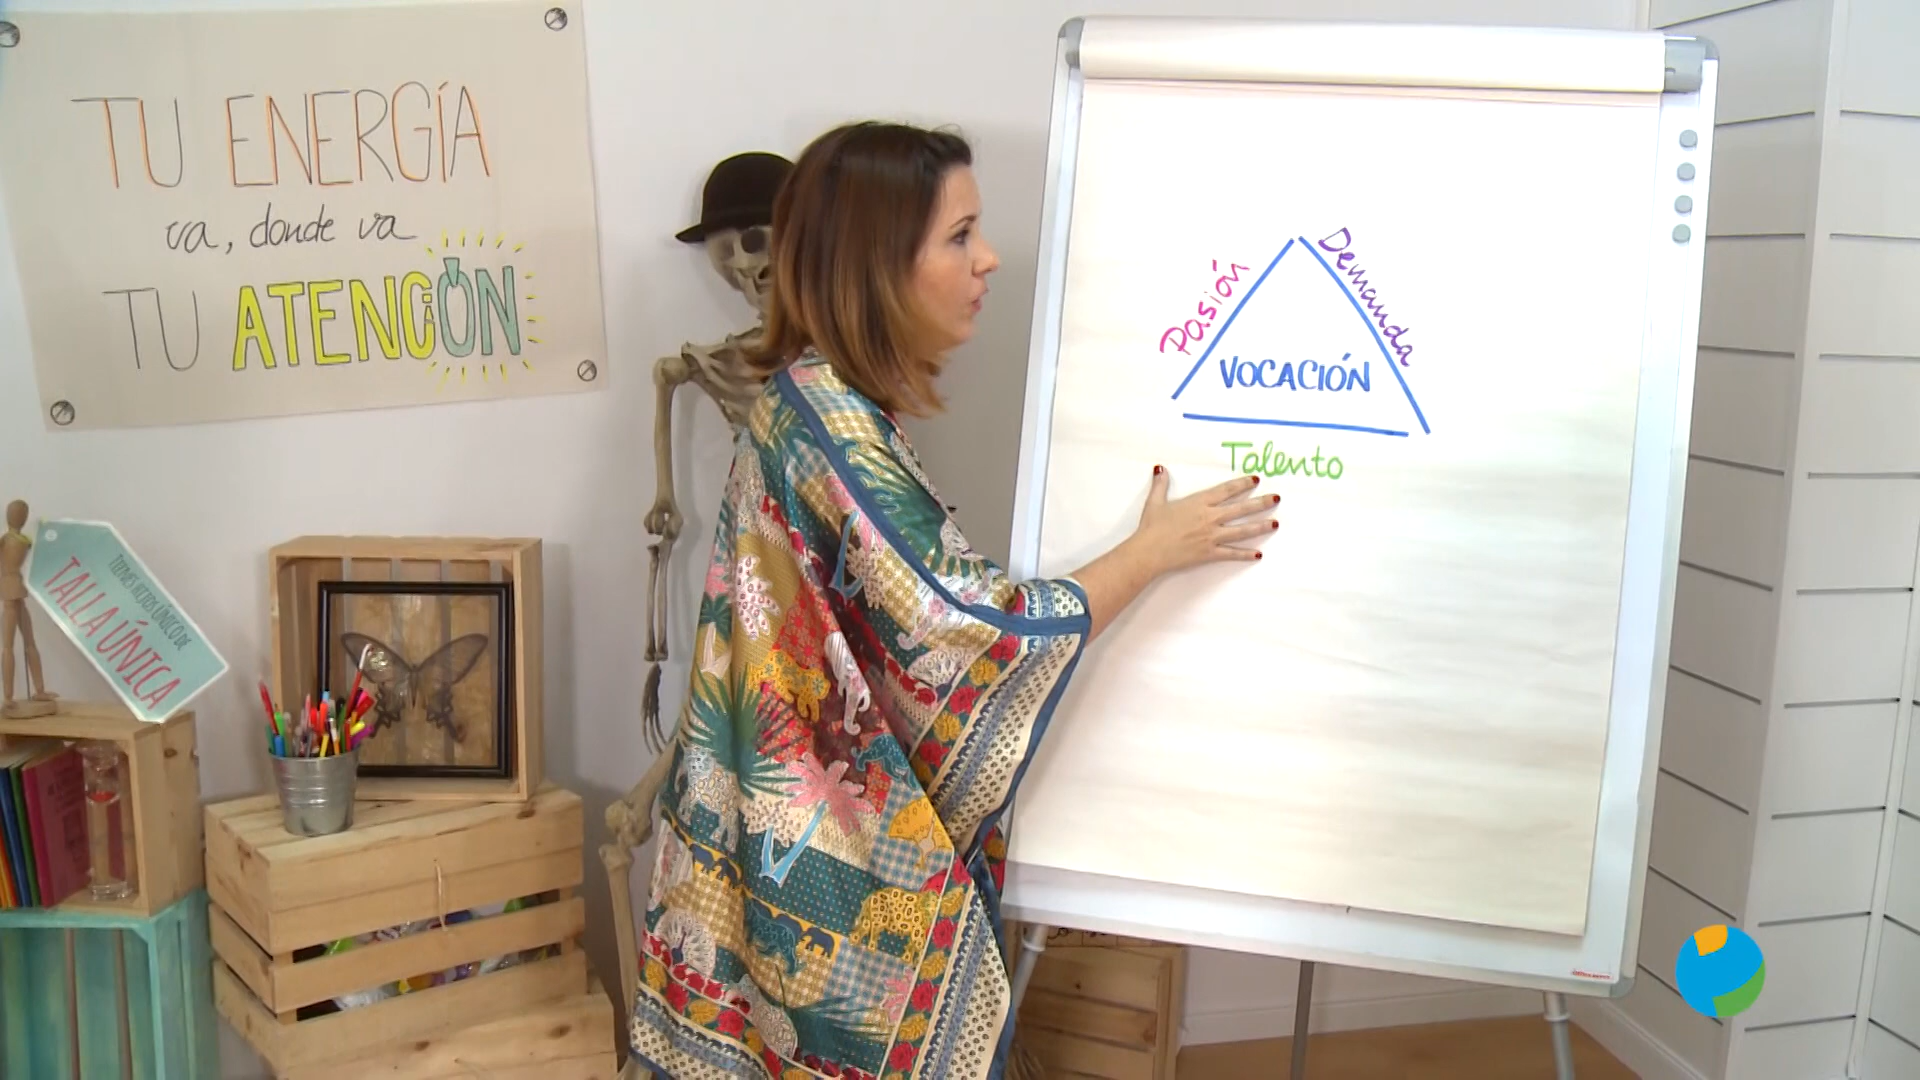 TU ENERGÍA
va, donde va
TU ATENCIÓN
TALLA ÚNICA
Pasión
Demanda
VOCACIÓN
Talento